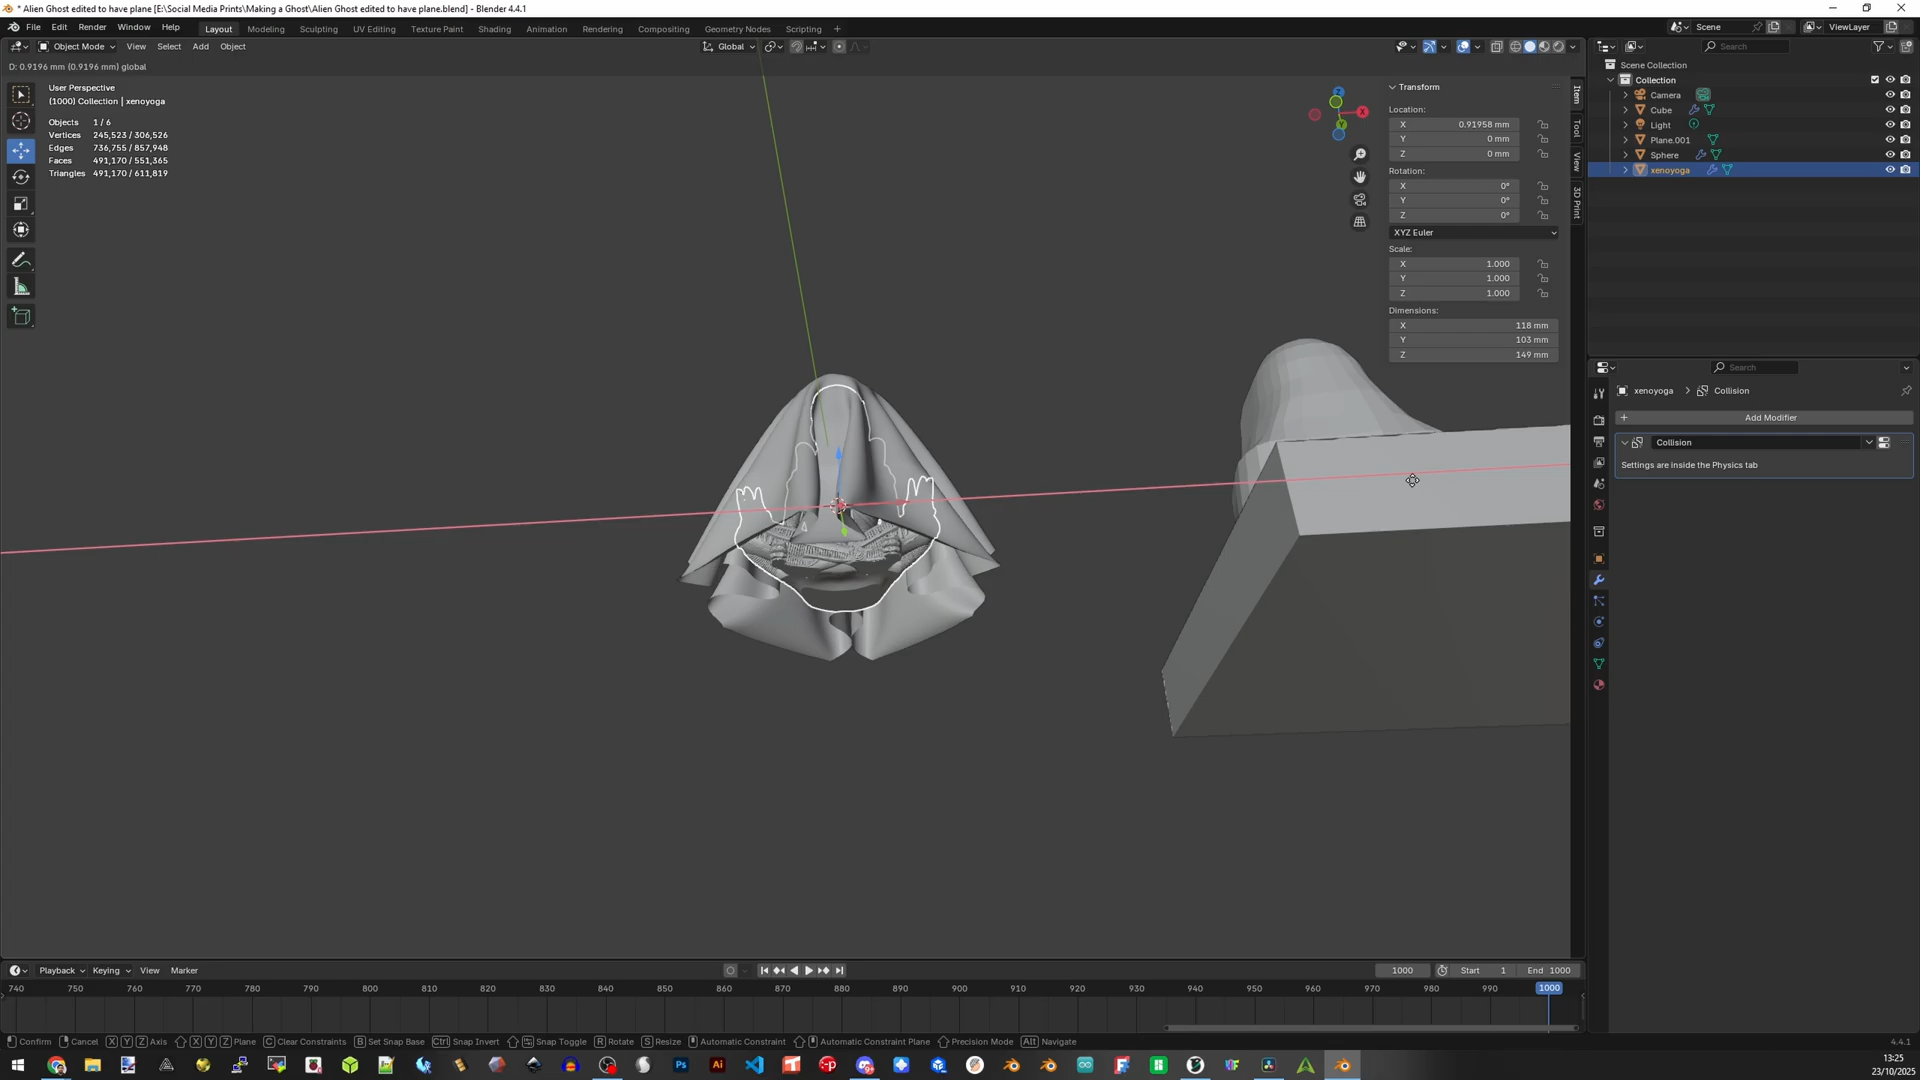 * Alien Ghost edited to have plane [E:\Social Media Prints\Making a Ghost\Alien Ghost edited to have plane.blend] - Blender 4.4.1
File Edit Render Window Help Layout Modeling Sculpting UV Editing Texture Paint Shading Animation Rendering Compositing Geometry Nodes Scripting + Scene ViewLayer
Object Mode View Select Add Object Global Search
D: 0.9196 mm (0.9196 mm) global
User Perspective
(1000) Collection | xenoyoga
Objects 1 / 6
Vertices 245,523 / 306,526
Edges 736,755 / 857,948
Faces 491,170 / 551,365
Triangles 491,170 / 611,819
Z
X
Y
Transform
Location:
X 0.91958 mm
Y 0 mm
Z 0 mm
Rotation:
X 0°
Y 0°
Z 0°
XYZ Euler
Scale:
X 1.000
Y 1.000
Z 1.000
Dimensions:
X 118 mm
Y 103 mm
Z 149 mm
Item
Tool
View
3D Print
Scene Collection
Collection
Camera
Cube
Light
Plane.001
Sphere
xenoyoga
Search
xenoyoga > Collision
+ Add Modifier
Collision
Settings are inside the Physics tab
Playback Keying View Marker 1000 Start 1 End 1000
740 750 760 770 780 790 800 810 820 830 840 850 860 870 880 890 900 910 920 930 940 950 960 970 980 990 1000
Confirm Cancel X Y Z Axis X Y Z Plane C Clear Constraints B Set Snap Base Ctrl Snap Invert Snap Toggle G Move R Rotate S Resize Automatic Constraint Automatic Constraint Plane Precision Mode Alt Navigate 4.4.1
13:25
23/10/2025